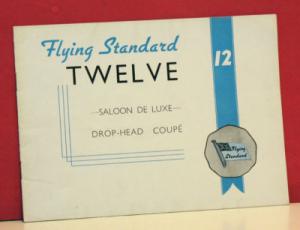 Flying Standard
TWELVE
12
—SALOON DE LUXE—
DROP-HEAD COUPÉ
Flying
Standard